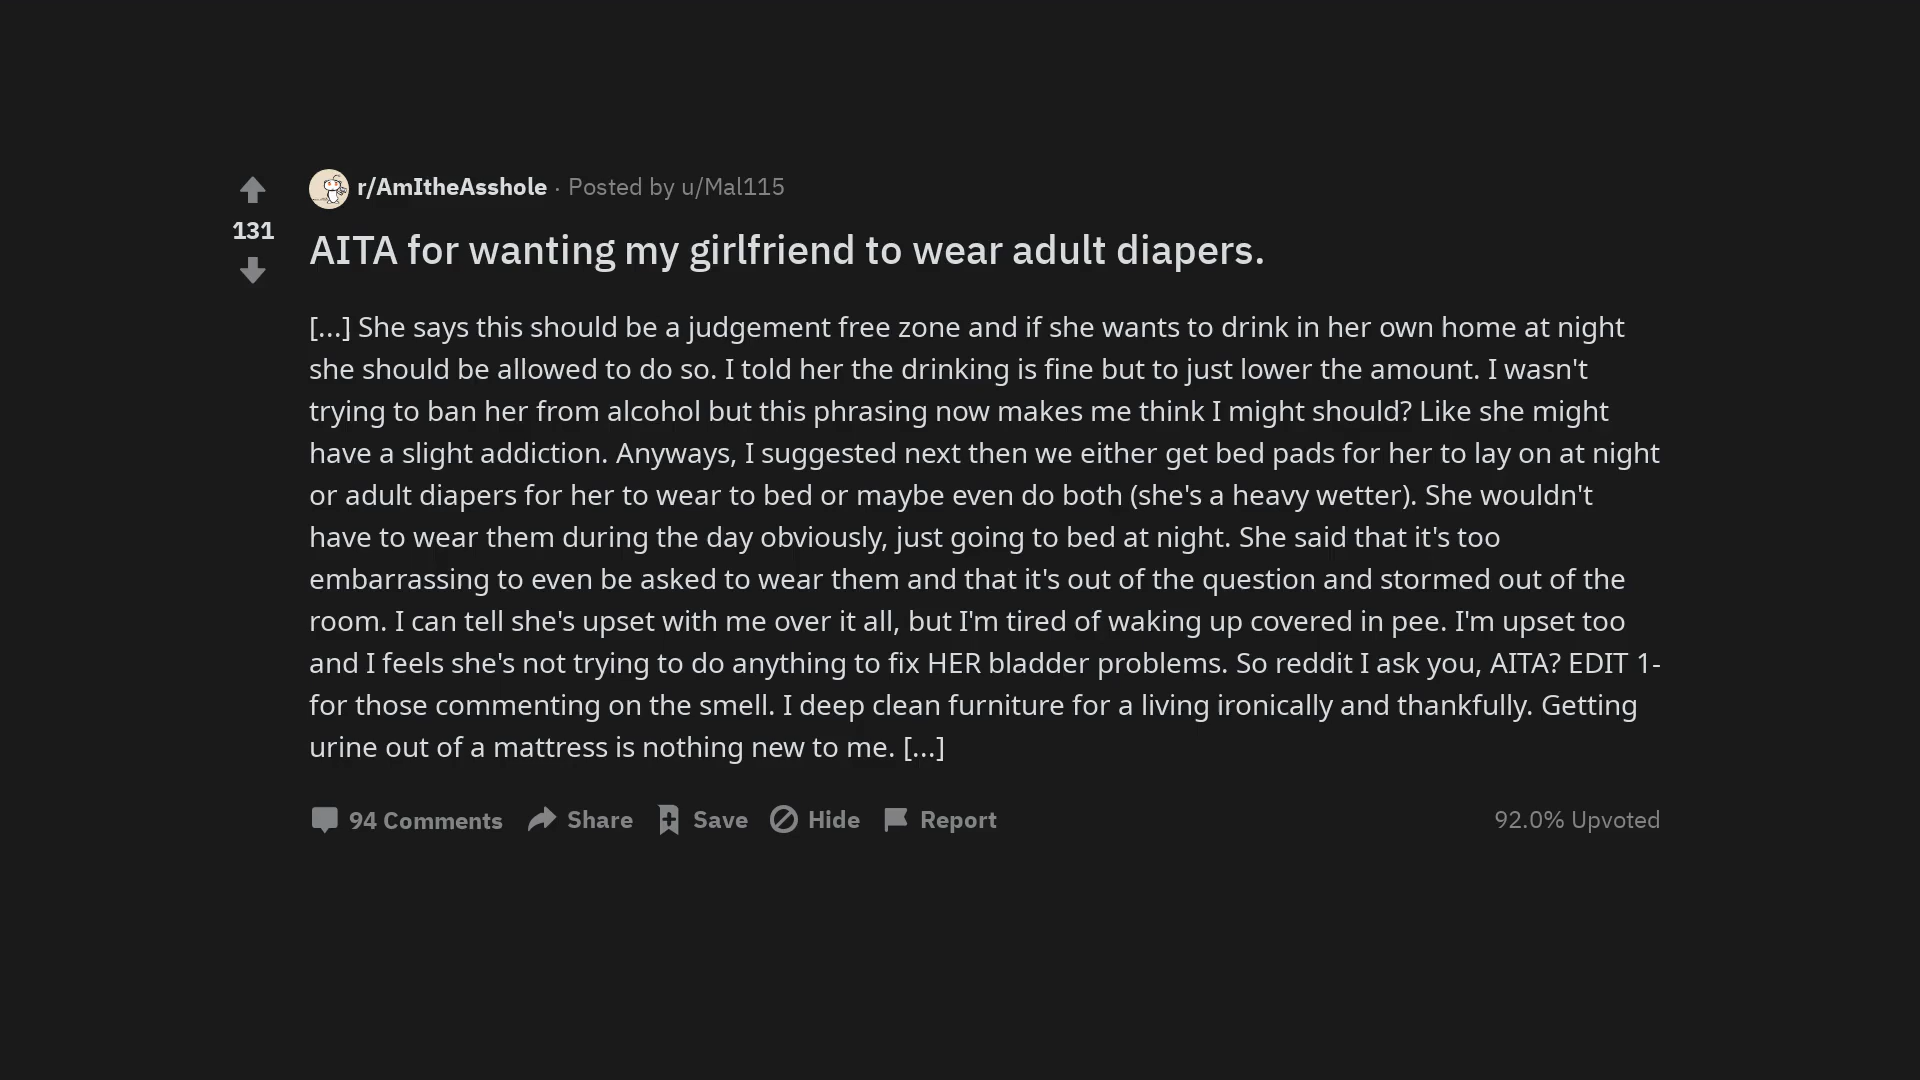 r/AmItheAsshole · Posted by u/Mal115
131
AITA for wanting my girlfriend to wear adult diapers.
[...] She says this should be a judgement free zone and if she wants to drink in her own home at night
she should be allowed to do so. I told her the drinking is fine but to just lower the amount. I wasn't
trying to ban her from alcohol but this phrasing now makes me think I might should? Like she might
have a slight addiction. Anyways, I suggested next then we either get bed pads for her to lay on at night
or adult diapers for her to wear to bed or maybe even do both (she's a heavy wetter). She wouldn't
have to wear them during the day obviously, just going to bed at night. She said that it's too
embarrassing to even be asked to wear them and that it's out of the question and stormed out of the
room. I can tell she's upset with me over it all, but I'm tired of waking up covered in pee. I'm upset too
and I feels she's not trying to do anything to fix HER bladder problems. So reddit I ask you, AITA? EDIT 1-
for those commenting on the smell. I deep clean furniture for a living ironically and thankfully. Getting
urine out of a mattress is nothing new to me. [...]
94 Comments Share Save Hide Report 92.0% Upvoted